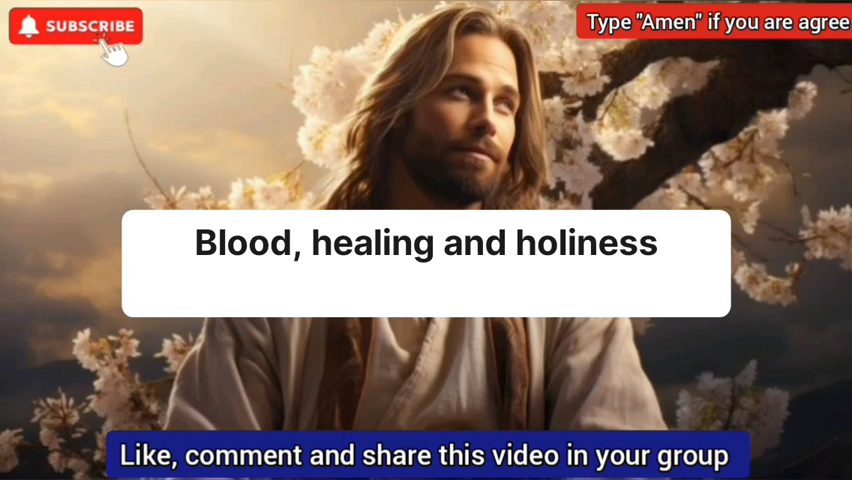 SUBSCRIBE
Type "Amen" if you are agree
Blood, healing and holiness
Like, comment and share this video in your group